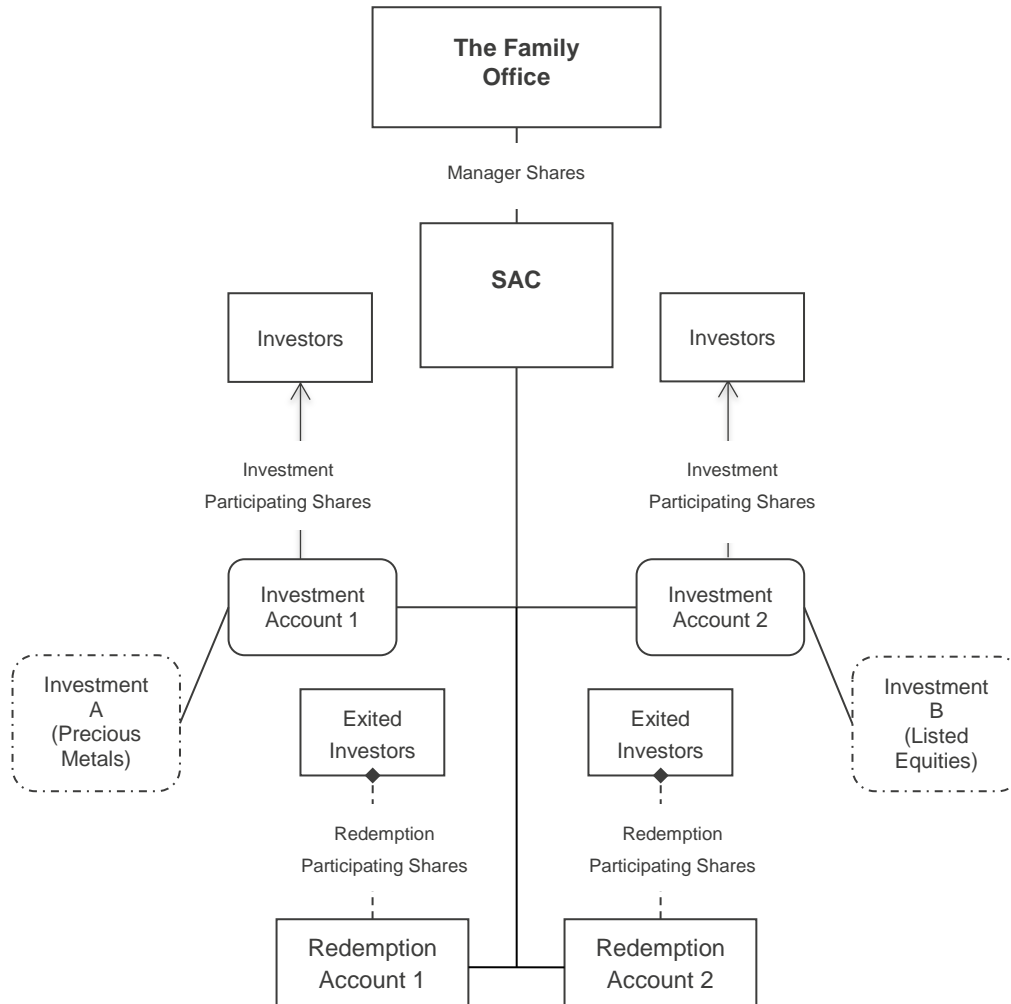 The Family
Office
Manager Shares
SAC
Investors
Investors
Investment
Participating Shares
Investment
Participating Shares
Investment
Account 1
Investment
Account 2
Investment
A
(Precious
Metals)
Exited
Investors
Exited
Investors
Investment
B
(Listed
Equities)
Redemption
Participating Shares
Redemption
Participating Shares
Redemption
Account 1
Redemption
Account 2